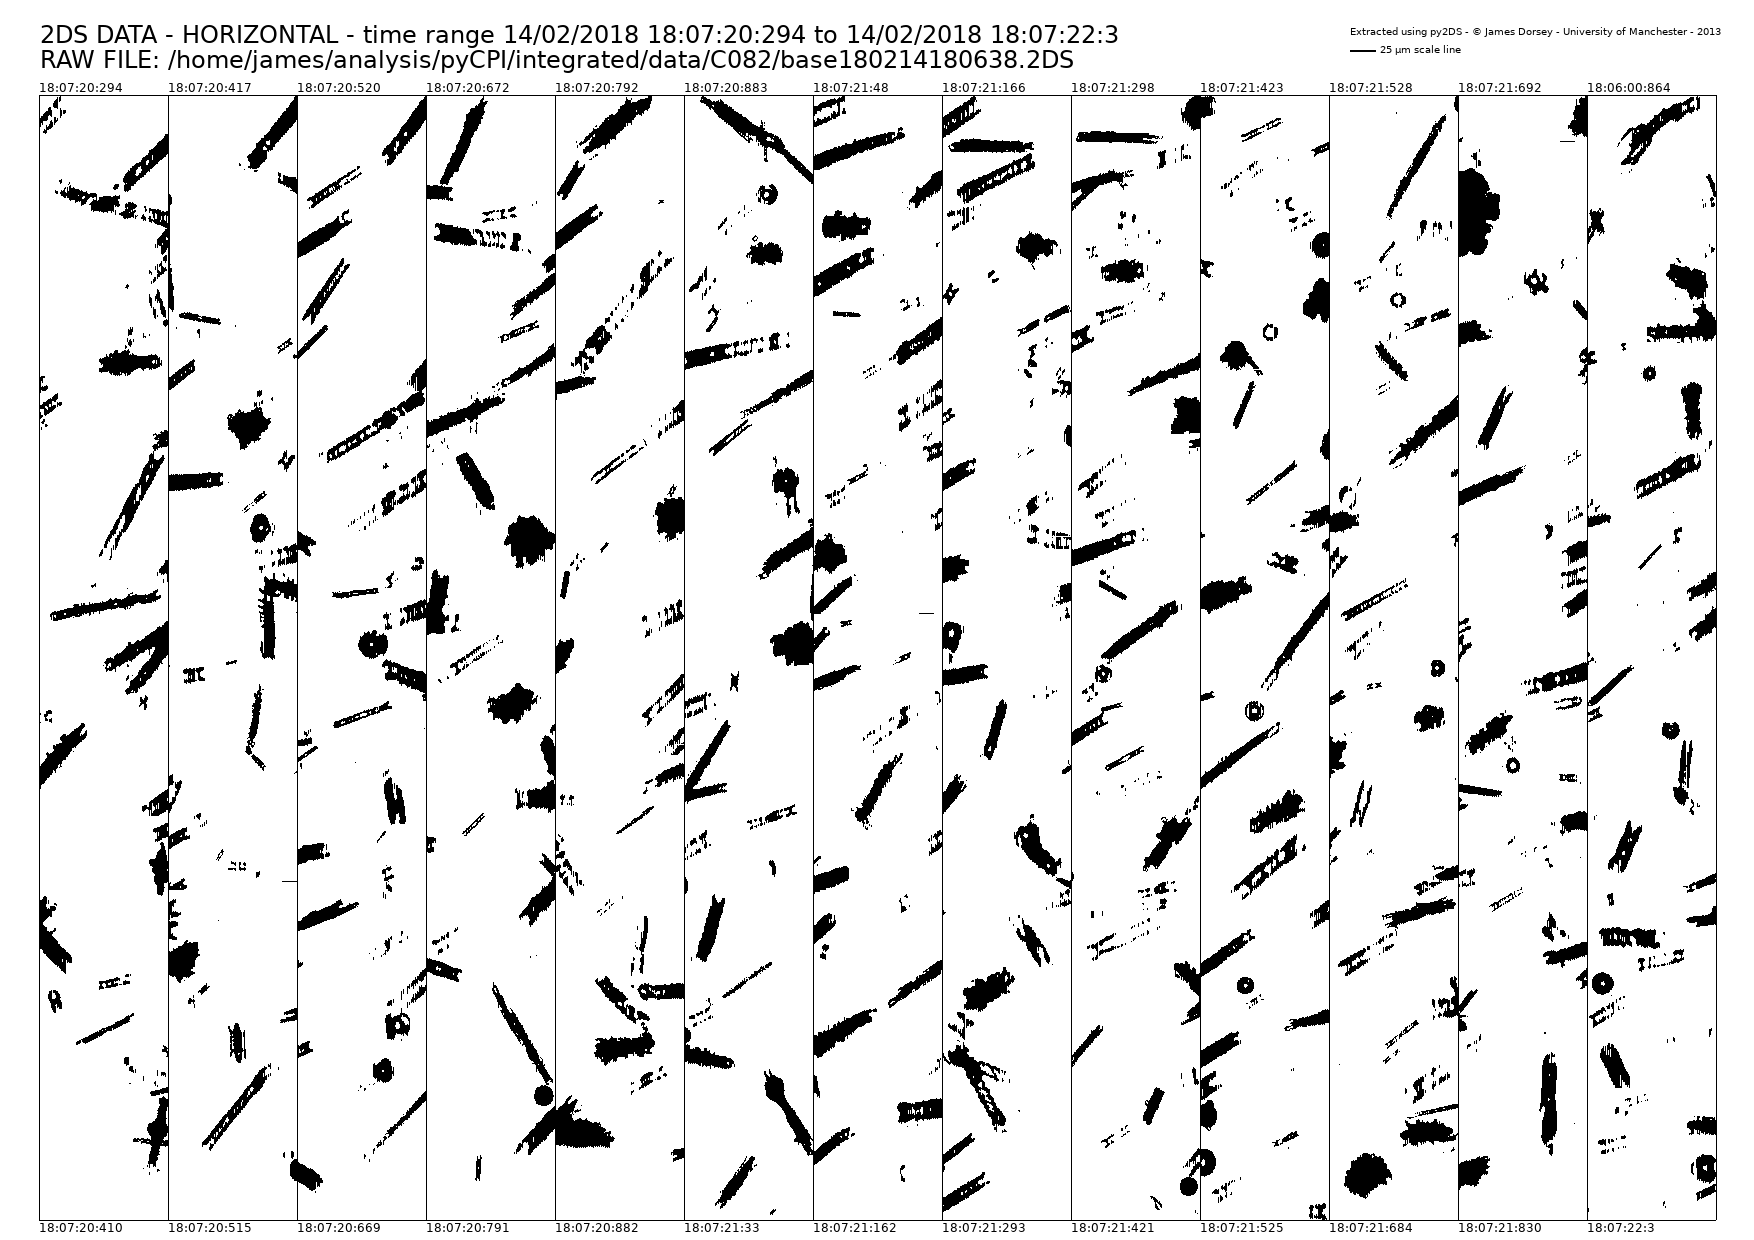 2DS DATA - HORIZONTAL - time range 14/02/2018 18:07:20:294 to 14/02/2018 18:07:22:3
RAW FILE: /home/james/analysis/pyCPI/integrated/data/C082/base180214180638.2DS
Extracted using py2DS - © James Dorsey - University of Manchester - 2013
25 µm scale line
18:07:20:294 18:07:20:417 18:07:20:520 18:07:20:672 18:07:20:792 18:07:20:883 18:07:21:48 18:07:21:166 18:07:21:298 18:07:21:423 18:07:21:528 18:07:21:692 18:06:00:864
18:07:20:410 18:07:20:515 18:07:20:669 18:07:20:791 18:07:20:882 18:07:21:33 18:07:21:162 18:07:21:293 18:07:21:421 18:07:21:525 18:07:21:684 18:07:21:830 18:07:22:3